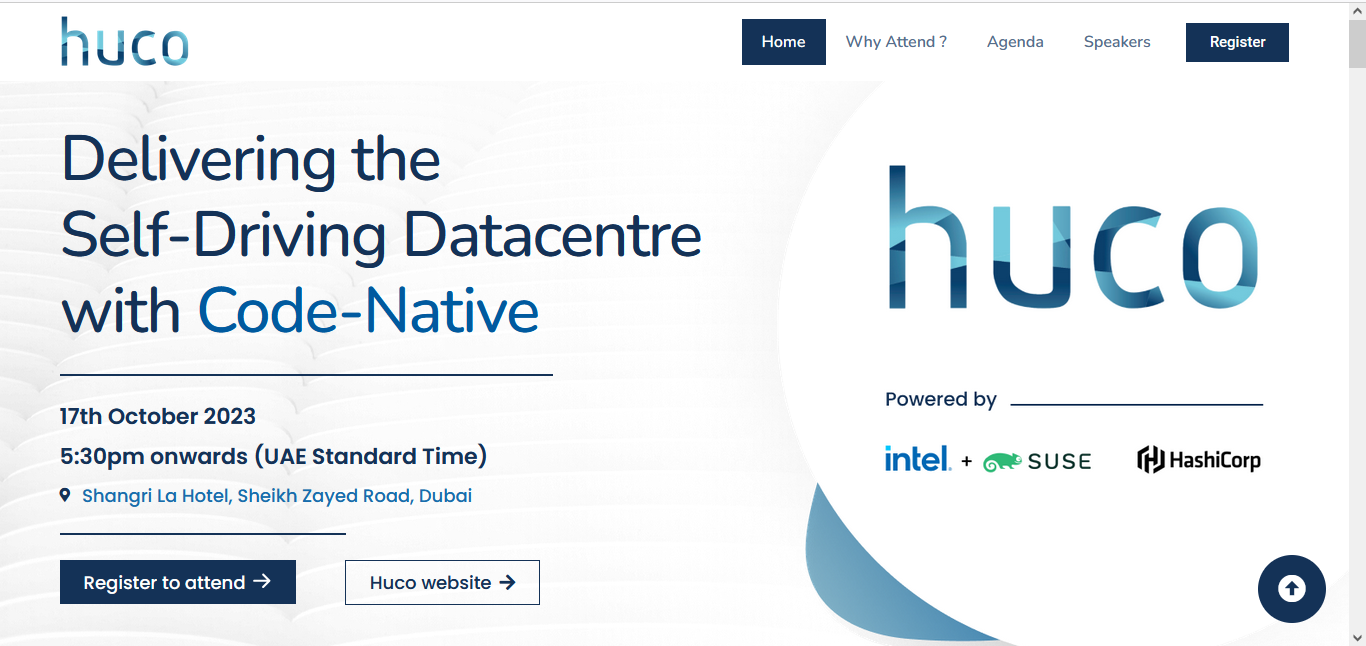 huco
Home Why Attend ? Agenda Speakers Register
Delivering the
Self-Driving Datacentre
with Code-Native
17th October 2023
5:30pm onwards (UAE Standard Time)
Shangri La Hotel, Sheikh Zayed Road, Dubai
Register to attend
Huco website
huco
Powered by
intel. + SUSE HashiCorp